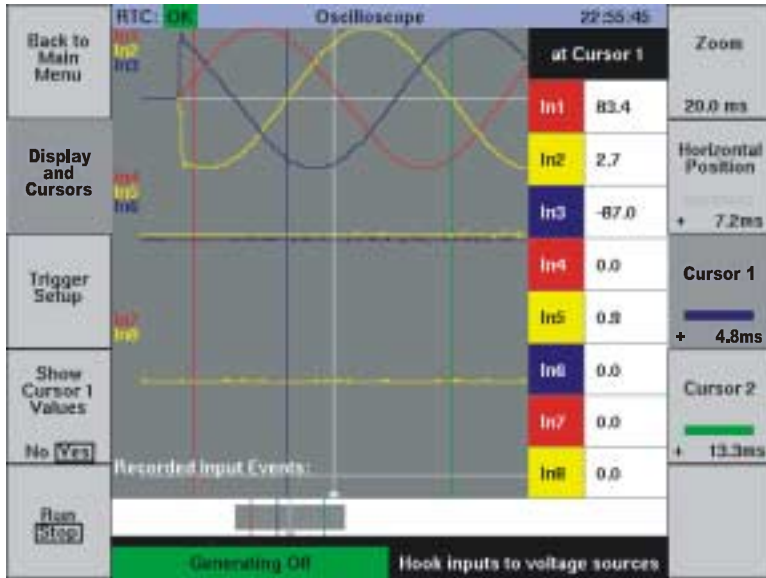 RTC: OK
Oscilloscope
22:55:45
Back to
Main
Menu
Display
and
Cursors
Trigger
Setup
Show
Cursor 1
Values
No Yes
Run
Stop
In1
In2
In3
In4
In5
In6
In7
In8
Recorded Input Events:
at Cursor 1
In1 83.4
In2 2.7
In3 -87.0
In4 0.0
In5
In6 0.0
In7 0.0
In8 0.0
Zoom
20.0 ms
Horizontal
Position
+ 7.2ms
Cursor 1
+ 4.8ms
Cursor 2
+ 13.3ms
Generating Off
Hook inputs to voltage sources